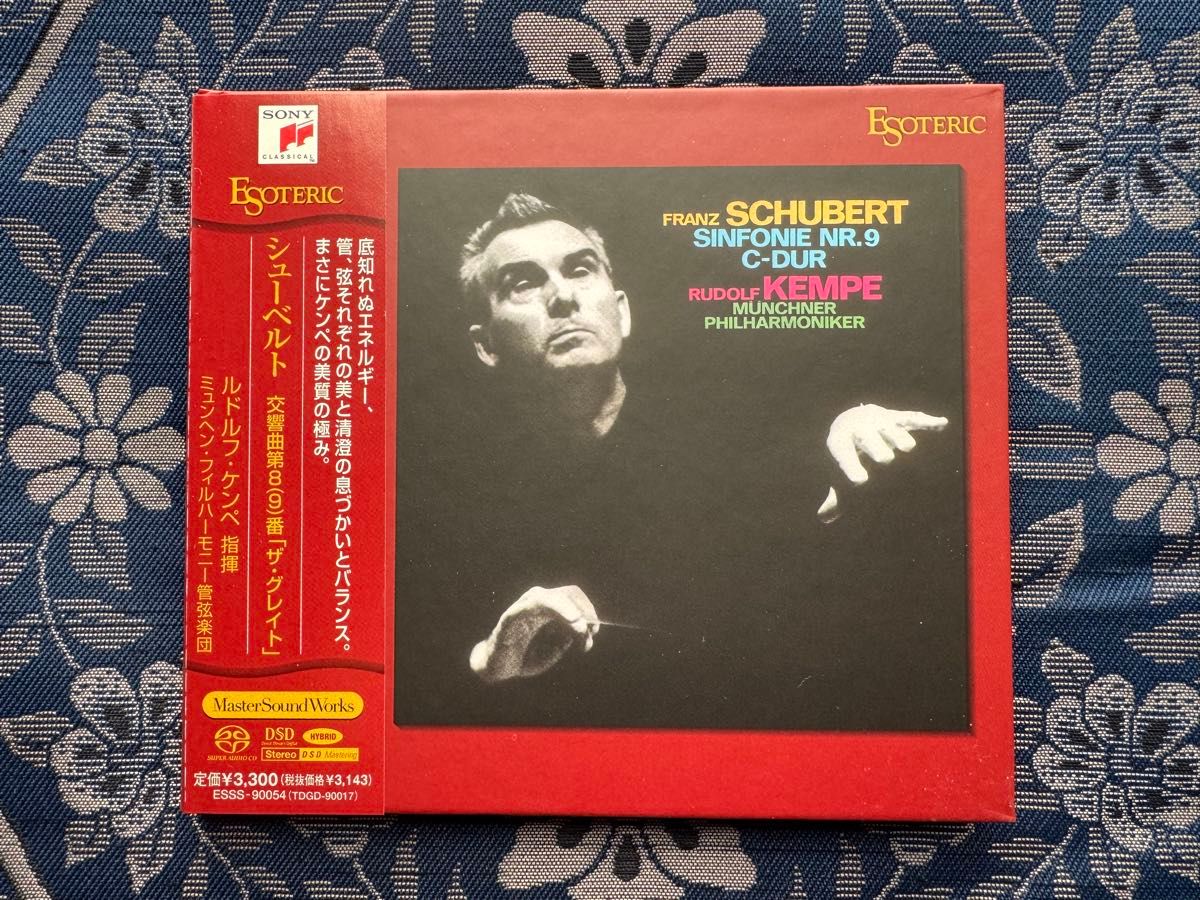 SONY
CLASSICAL
ESOTERIC
底知れぬエネルギー、
管、弦それぞれの美と清澄の息づかいとバランス。
まさにケンペの美質の極み。
シューベルト 交響曲第8(9)番「ザ・グレイト」
ルドルフ・ケンペ 指揮
ミュンヘン・フィルハーモニー管弦楽団
MasterSoundWorks
SUPER AUDIO CD
DSD
Direct Stream Digital
HYBRID
Stereo DSD Mastering
定価¥3,300(税抜価格¥3,143)
ESSS-90054(TDGD-90017)
ESOTERIC
FRANZ SCHUBERT
SINFONIE NR.9
C-DUR
RUDOLF KEMPE
MÜNCHNER
PHILHARMONIKER